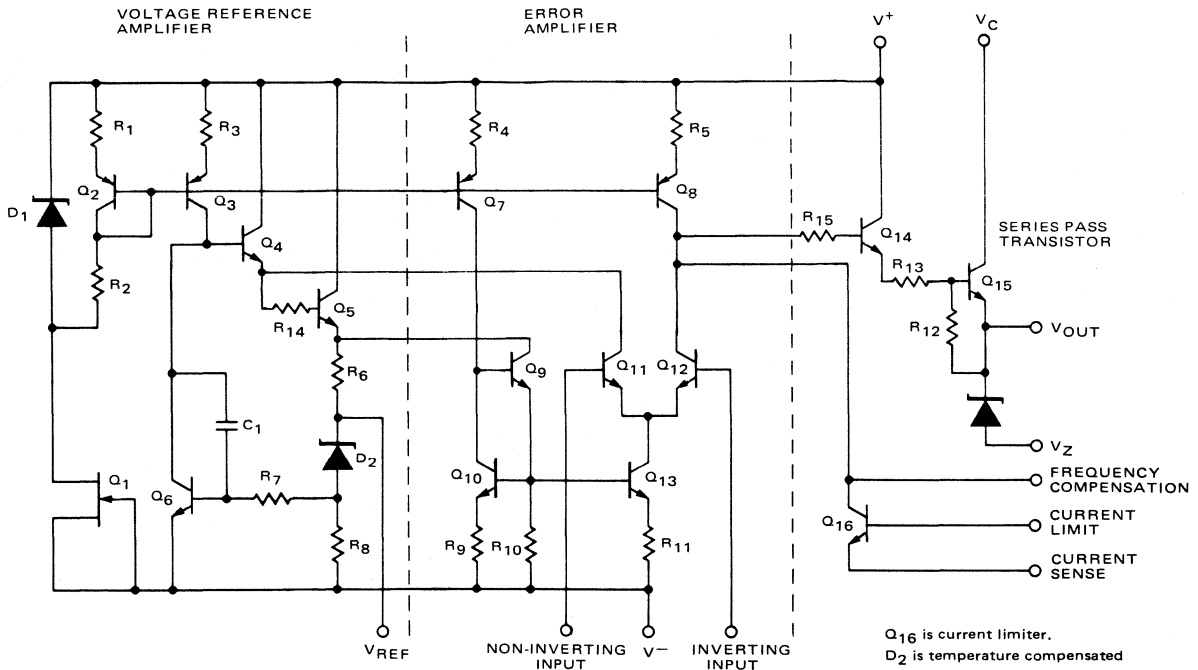 VOLTAGE REFERENCE
AMPLIFIER
ERROR
AMPLIFIER
V+
VC
R1
R3
R4
R5
Q2
Q3
Q7
Q8
D1
Q4
R15
Q14
SERIES PASS
TRANSISTOR
R2
R13
Q15
Q5
R14
R12
VOUT
R6
Q9
Q11
Q12
C1
D2
VZ
Q1
Q6
R7
Q10
Q13
FREQUENCY
COMPENSATION
Q16
CURRENT
LIMIT
R8
R9
R10
R11
CURRENT
SENSE
VREF
NON-INVERTING
INPUT
V−
INVERTING
INPUT
Q16 is current limiter.
D2 is temperature compensated